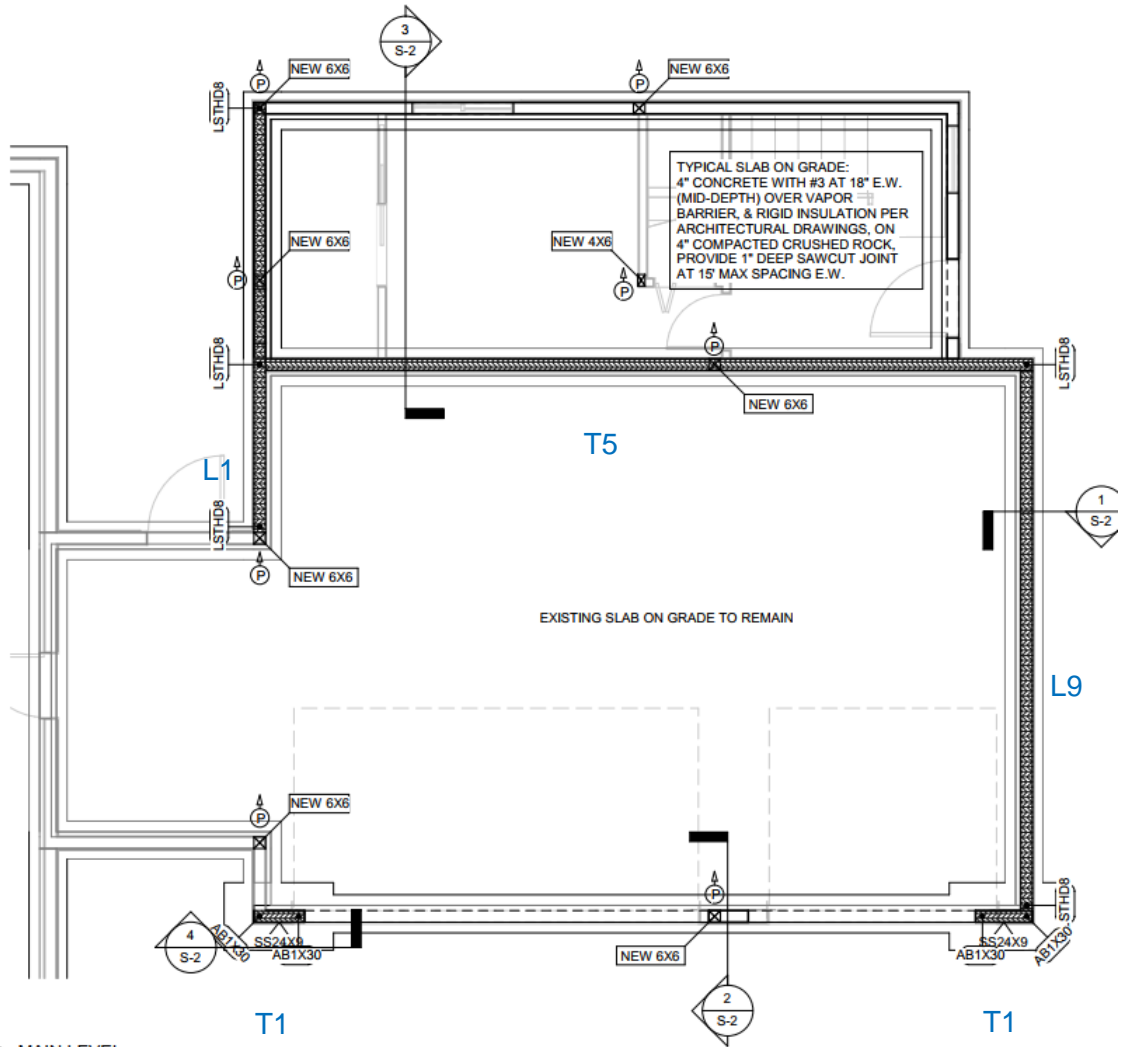 3
S-2
NEW 6X6
NEW 6X6
P
P
LSTHD8
TYPICAL SLAB ON GRADE:
4" CONCRETE WITH #3 AT 18" E.W.
(MID-DEPTH) OVER VAPOR
BARRIER, & RIGID INSULATION PER
ARCHITECTURAL DRAWINGS, ON
4" COMPACTED CRUSHED ROCK,
PROVIDE 1" DEEP SAWCUT JOINT
AT 15' MAX SPACING E.W.
NEW 6X6
NEW 4X6
P
P
P
LSTHD8
LSTHD8
NEW 6X6
T5
L1
1
S-2
LSTHD8
P
NEW 6X6
EXISTING SLAB ON GRADE TO REMAIN
L9
NEW 6X6
P
P
STHD8
4
S-2
AB1X30
SS24X9
AB1X30
NEW 6X6
SS24X9
AB1X30
AB1X30
2
S-2
T1
T1
MAIN LEVEL